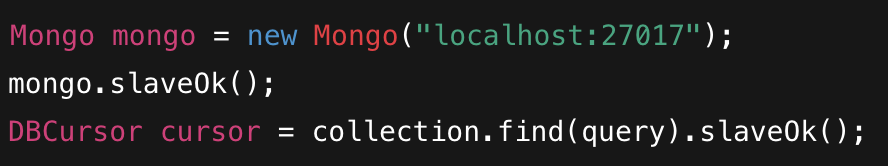 Mongo mongo = new Mongo("localhost:27017");
mongo.slaveOk();
DBCursor cursor = collection.find(query).slaveOk();